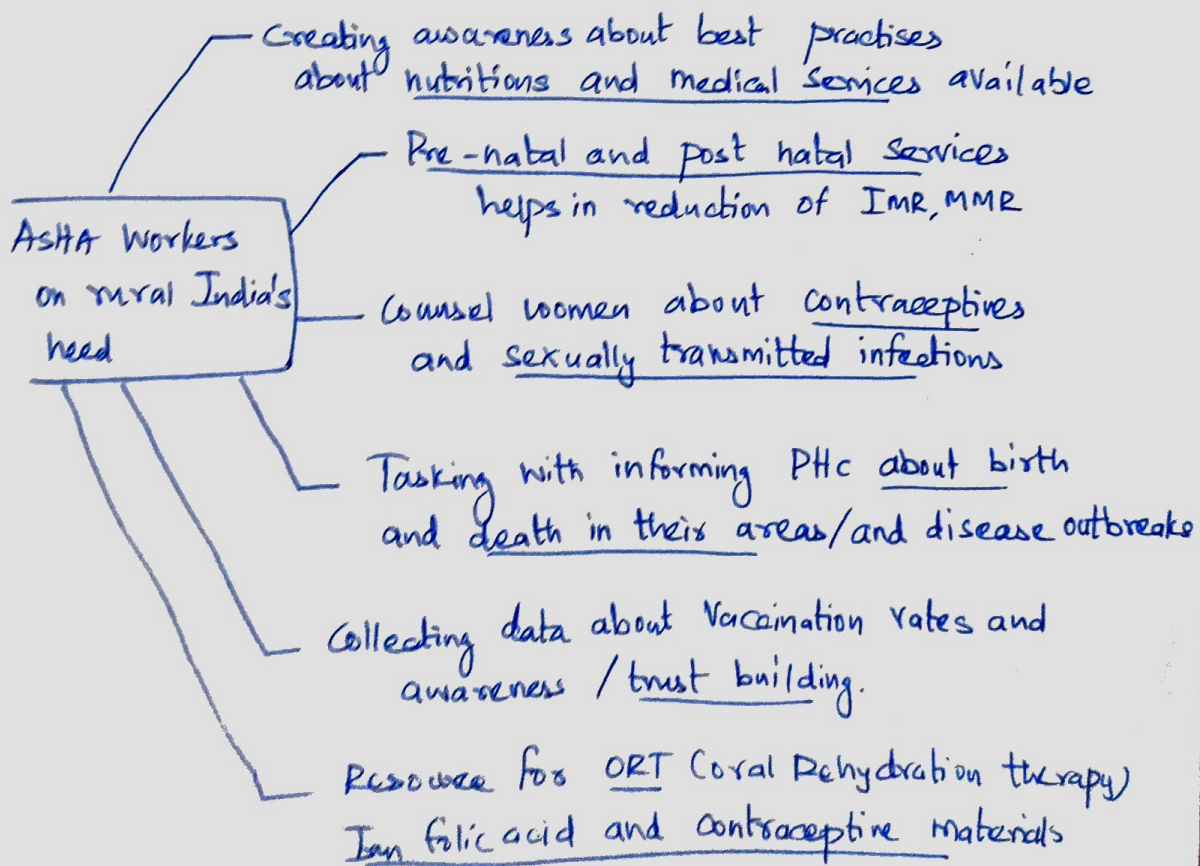 Creating awareness about best practises
about nutritions and medical services available
Pre-natal and post natal services
helps in reduction of IMR, MMR
ASHA Workers
on rural India's
need
Counsel women about contraceptives
and sexually transmitted infections
Tasking with informing PHC about birth
and death in their areas/and disease outbreaks
Collecting data about Vaccination rates and
awareness / trust building.
Resource for ORT (Oral Dehydration therapy)
folic acid and contraceptive materials